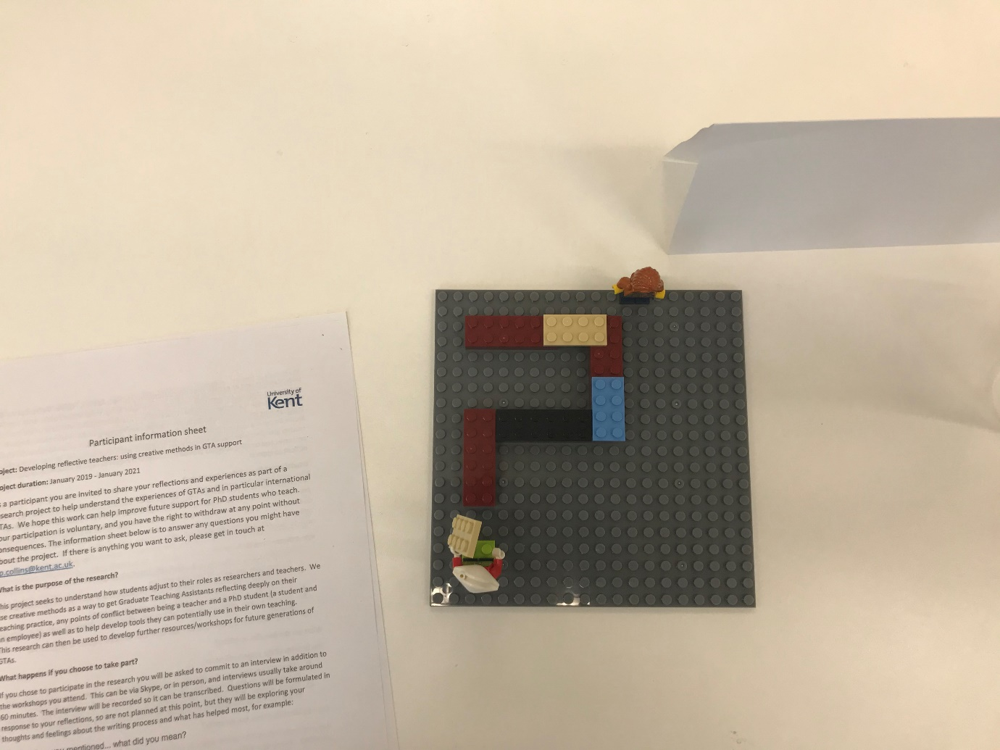 University of
Kent
Participant information sheet
oject: Developing reflective teachers: using creative methods in GTA support
oject duration: January 2019 - January 2021
a participant you are invited to share your reflections and experiences as part of a
search project to help understand the experiences of GTAs and in particular international
TAs. We hope this work can help improve future support for PhD students who teach.
our participation is voluntary, and you have the right to withdraw at any point without
onsequences. The information sheet below is to answer any questions you might have
bout the project. If there is anything you want to ask, please get in touch at
p.collins@kent.ac.uk.
What is the purpose of the research?
his project seeks to understand how students adjust to their roles as researchers and teachers. We
se creative methods as a way to get Graduate Teaching Assistants reflecting deeply on their
eaching practice, any points of conflict between being a teacher and a PhD student (a student and
n employee) as well as to help develop tools they can potentially use in their own teaching.
This research can then be used to develop further resources/workshops for future generations of
GTAs.
What happens if you choose to take part?
If you chose to participate in the research you will be asked to commit to an interview in addition to
the workshops you attend. This can be via Skype, or in person, and interviews usually take around
60 minutes. The interview will be recorded so it can be transcribed. Questions will be formulated in
response to your reflections, so are not planned at this point, but they will be exploring your
thoughts and feelings about the writing process and what has helped most, for example:
mentioned... what did you mean?